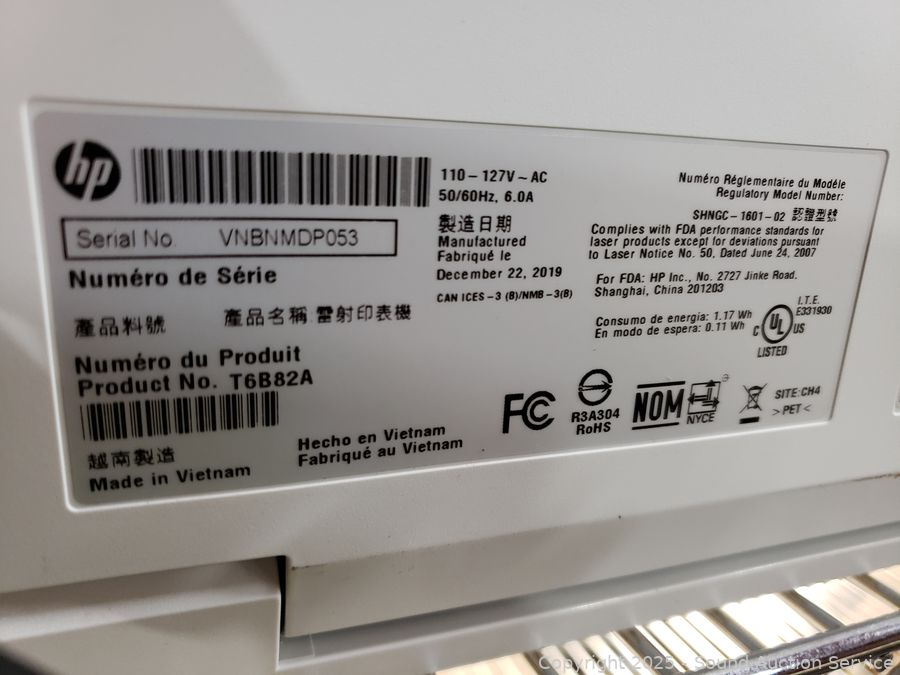 hp
Serial No. VNBNMDP053
Numéro de Série
產品料號
產品名稱 雷射印表機
Numéro du Produit
Product No. T6B82A
越南製造
Made in Vietnam
Hecho en Vietnam
Fabriqué au Vietnam
110-127V~AC
50/60Hz, 6.0A
製造日期
Manufactured
Fabriqué le
December 22, 2019
CAN ICES-3 (B)/NMB-3(B)
Numéro Réglementaire du Modèle
Regulatory Model Number:
SHNGC-1601-02 認證型號
Complies with FDA performance standards for
laser products except for deviations pursuant
to Laser Notice No. 50, Dated June 24, 2007
For FDA: HP Inc., No. 2727 Jinke Road.
Shanghai, China 201203
Consumo de energia: 1.17 Wh
En modo de espera: 0.11 Wh
C UL US
LISTED
I.T.E.
E331930
FC
R3A304
RoHS
NOM
NYCE
SITE:CH4
>PET<
Copyright 2025 - Sound Auction Service